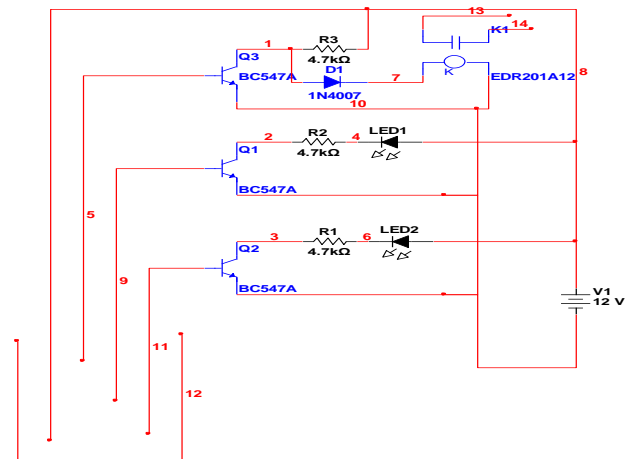 13
14
1
R3
K1
Q3
4.7kΩ
D1
8
BC547A
7
K
EDR201A12
1N4007
10
2
R2
4
LED1
Q1
4.7kΩ
BC547A
5
3
R1
6
LED2
Q2
4.7kΩ
9
BC547A
V1
12 V
11
12